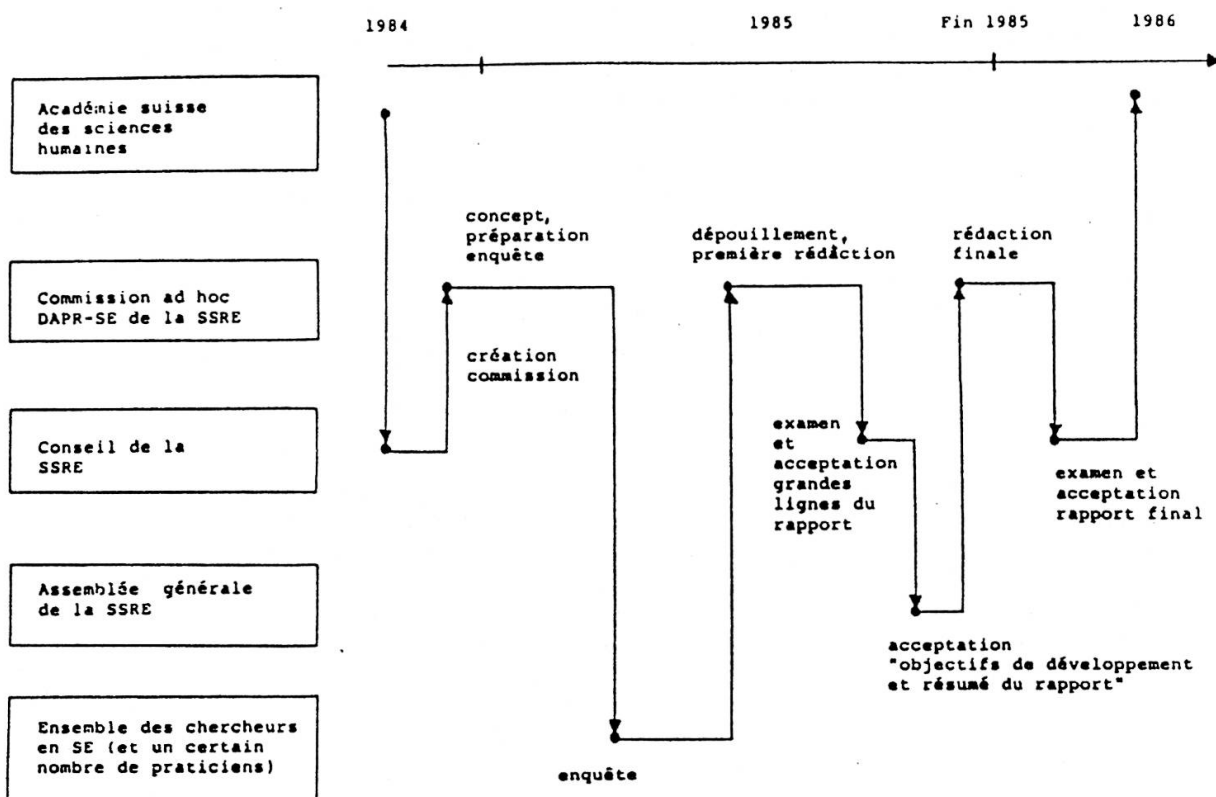 1984
1985
Fin 1985
1986
Académie suisse
des sciences
humaines
concept,
préparation
enquête
dépouillement,
première rédaction
rédaction
finale
Commission ad hoc
DAPR-SE de la SSRE
création
commission
Conseil de la
SSRE
examen
et
acceptation
grandes
lignes du
rapport
examen et
acceptation
rapport final
Assemblée générale
de la SSRE
acceptation
"objectifs de développement
et résumé du rapport"
Ensemble des chercheurs
en SE (et un certain
nombre de praticiens)
enquête